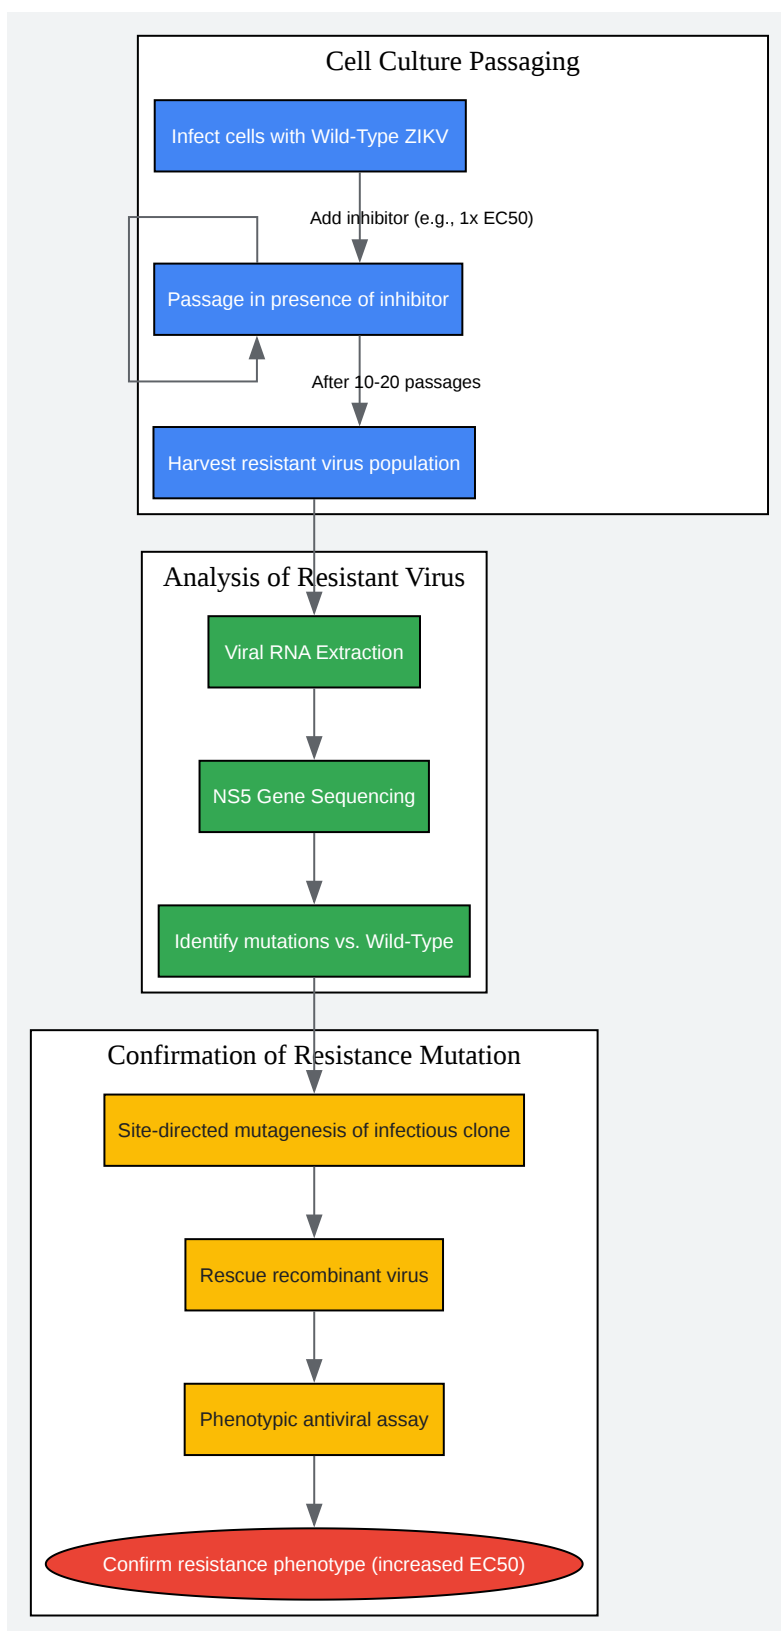 Cell Culture Passaging
Infect cells with Wild-Type ZIKV
Add inhibitor (e.g., 1x EC50)
Passage in presence of inhibitor
After 10-20 passages
Harvest resistant virus population
Analysis of Resistant Virus
Viral RNA Extraction
NS5 Gene Sequencing
Identify mutations vs. Wild-Type
Confirmation of Resistance Mutation
Site-directed mutagenesis of infectious clone
Rescue recombinant virus
Phenotypic antiviral assay
Confirm resistance phenotype (increased EC50)